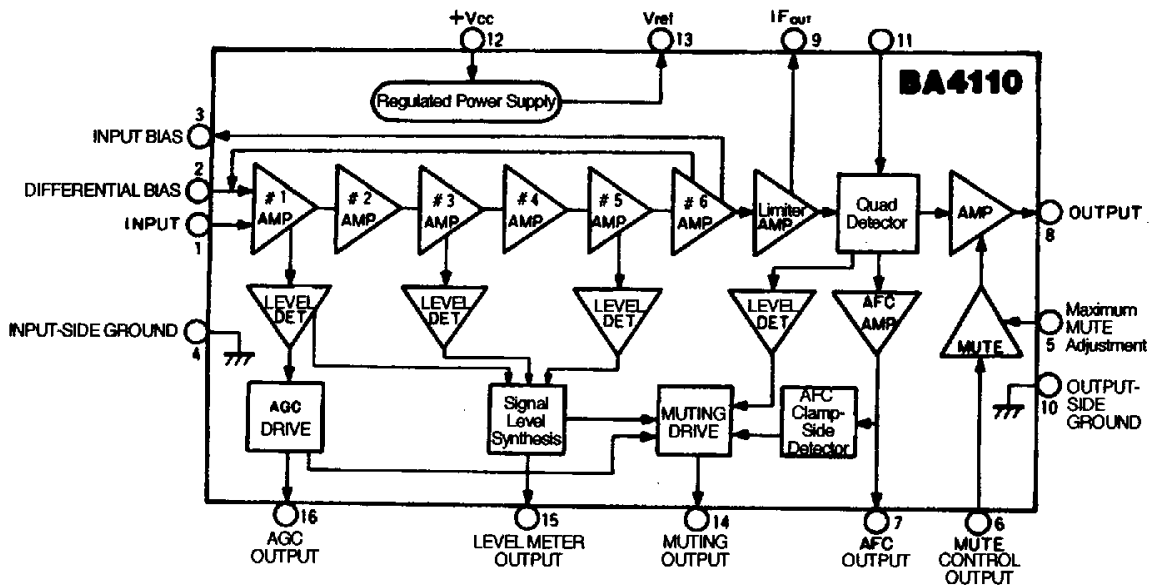 +Vcc
12
Vref
13
IFOUT
9
11
BA4110
Regulated Power Supply
3
INPUT BIAS
2
DIFFERENTIAL BIAS
INPUT
1
#1
AMP
#2
AMP
#3
AMP
#4
AMP
#5
AMP
#6
AMP
Limiter
AMP
Quad
Detector
AMP
OUTPUT
8
LEVEL
DET
LEVEL
DET
LEVEL
DET
LEVEL
DET
AFC
AMP
MUTE
Maximum
MUTE
Adjustment
5
INPUT-SIDE GROUND
4
OUTPUT-
SIDE
GROUND
10
AGC
DRIVE
Signal
Level
Synthesis
MUTING
DRIVE
AFC
Clamp-
Side
Detector
16
AGC
OUTPUT
15
LEVEL METER
OUTPUT
14
MUTING
OUTPUT
7
AFC
OUTPUT
6
MUTE
CONTROL
OUTPUT